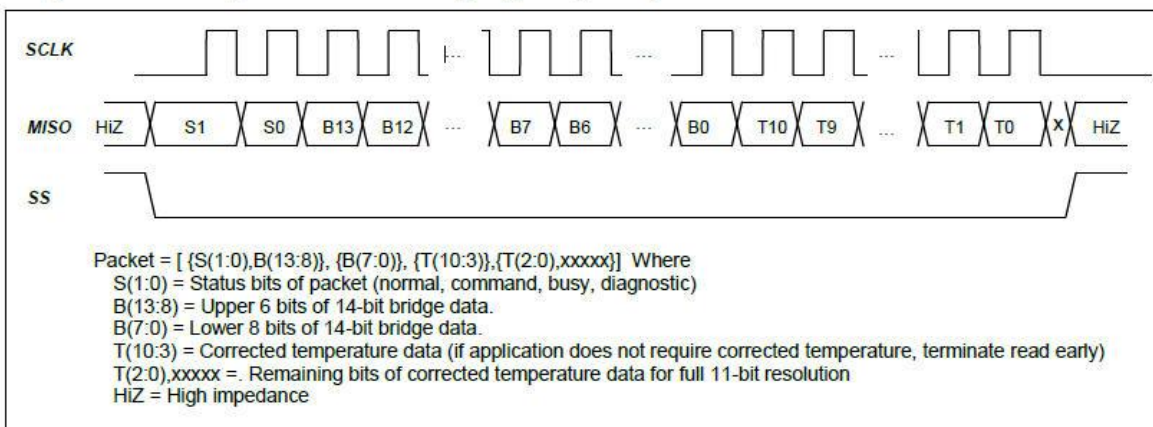 SCLK ... ... ...
MISO HiZ S1 S0 B13 B12 ... B7 B6 ... B0 T10 T9 ... T1 T0 X HiZ
SS
Packet = [ {S(1:0),B(13:8)}, {B(7:0)}, {T(10:3)},{T(2:0),xxxxx}] Where
S(1:0) = Status bits of packet (normal, command, busy, diagnostic)
B(13:8) = Upper 6 bits of 14-bit bridge data.
B(7:0) = Lower 8 bits of 14-bit bridge data.
T(10:3) = Corrected temperature data (if application does not require corrected temperature, terminate read early)
T(2:0),xxxxx =. Remaining bits of corrected temperature data for full 11-bit resolution
HiZ = High impedance